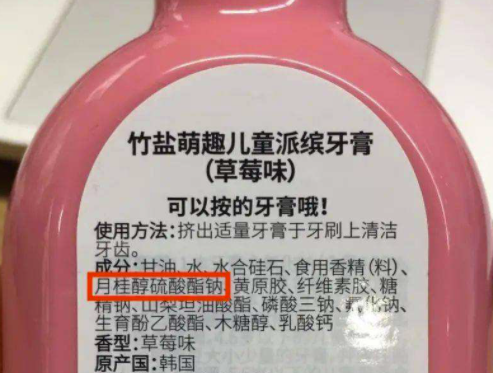 竹盐萌趣儿童派缤牙膏
（草莓味）
可以按的牙膏哦！
使用方法：挤出适量牙膏于牙刷上清洁
牙齿。
成分：甘油、水、水合硅石、食用香精（料）、
月桂醇硫酸酯钠、黄原胶、纤维素胶、糖
精钠、山梨坦油酸酯、磷酸三钠、氟化钠、
生育酚乙酸酯、木糖醇、乳酸钙
香型：草莓味
原产国：韩国